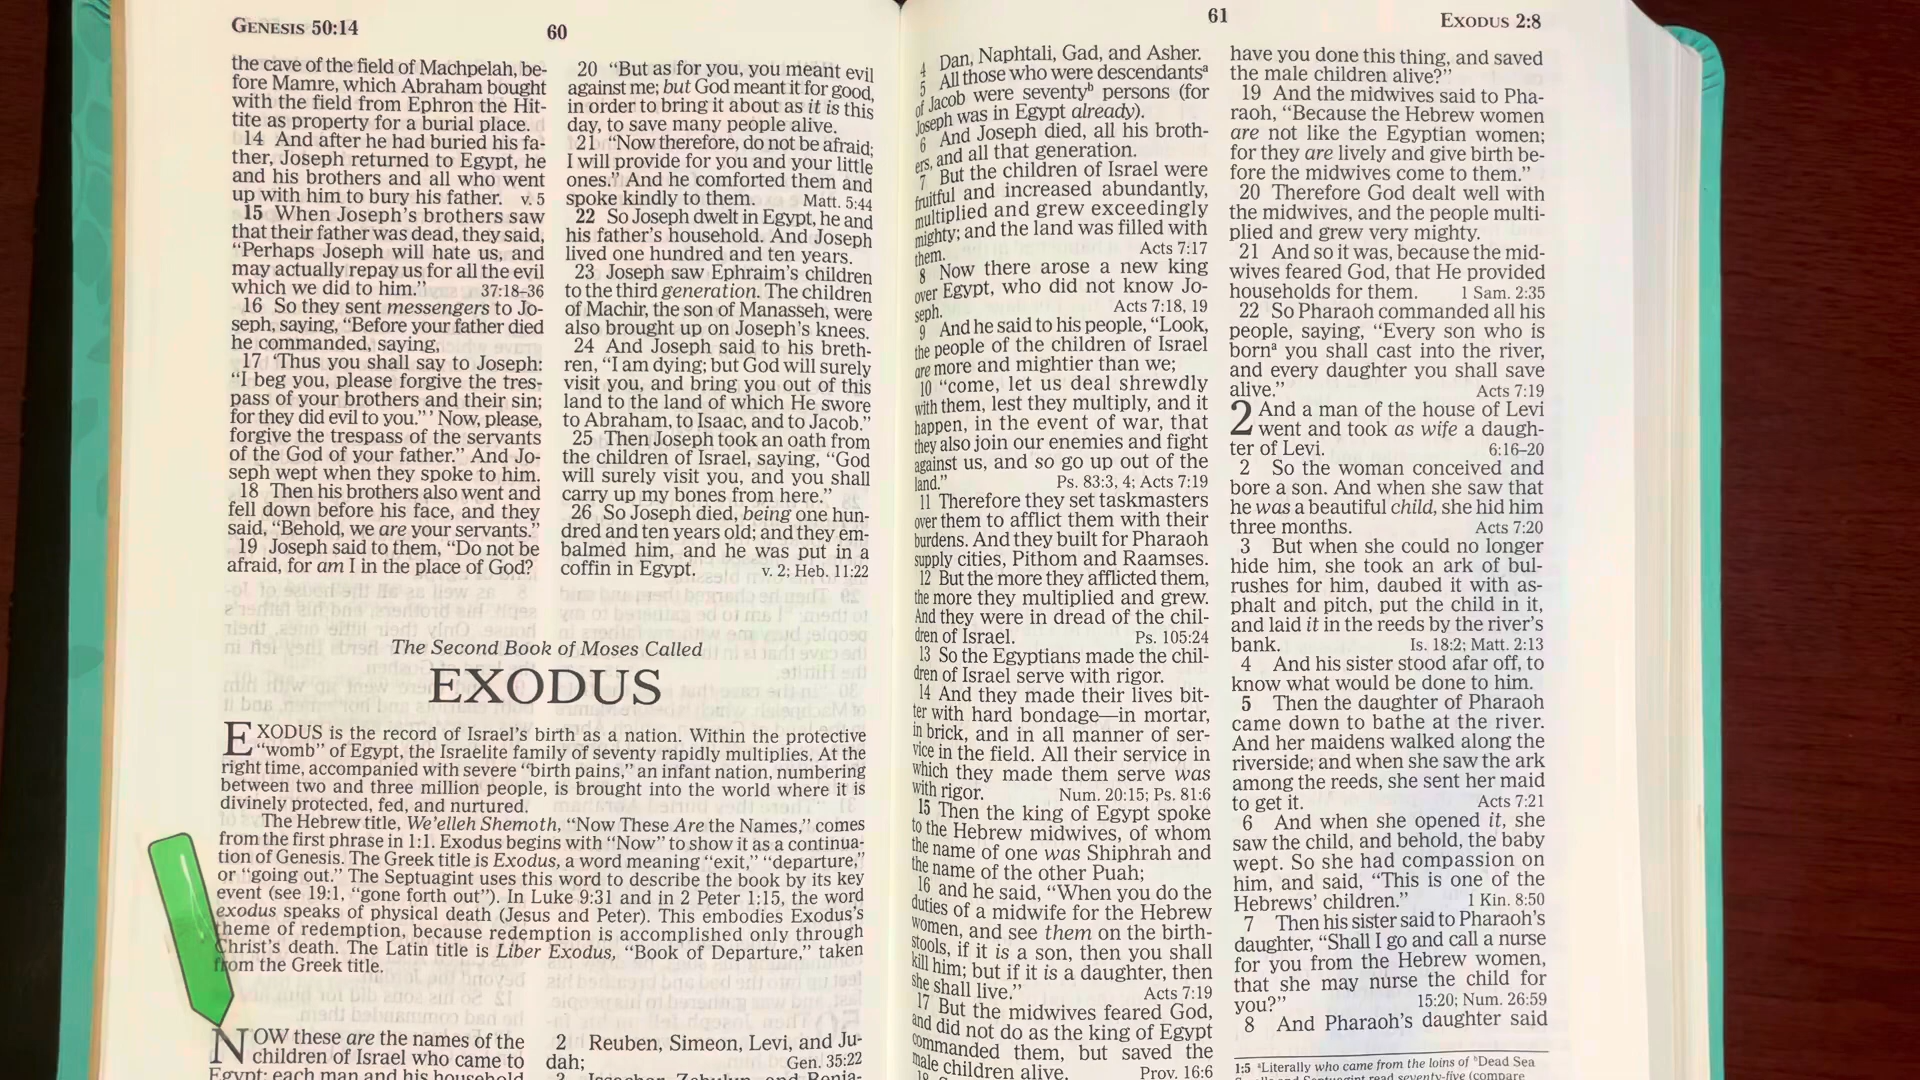 GENESIS 50:14
60
the cave of the field of Machpelah, be-
fore Mamre, which Abraham bought
with the field from Ephron the Hit-
tite as property for a burial place.
14 And after he had buried his fa-
ther, Joseph returned to Egypt, he
and his brothers and all who went
up with him to bury his father. v. 5
15 When Joseph's brothers saw
that their father was dead, they said,
“Perhaps Joseph will hate us, and
may actually repay us for all the evil
which we did to him.” 37:18–36
16 So they sent messengers to Jo-
seph, saying, “Before your father died
he commanded, saying,
17 ‘Thus you shall say to Joseph:
“I beg you, please forgive the tres-
pass of your brothers and their sin;
for they did evil to you.” ’ Now, please,
forgive the trespass of the servants
of the God of your father.” And Jo-
seph wept when they spoke to him.
18 Then his brothers also went and
fell down before his face, and they
said, “Behold, we are your servants.”
19 Joseph said to them, “Do not be
afraid, for am I in the place of God?
20 “But as for you, you meant evil
against me; but God meant it for good,
in order to bring it about as it is this
day, to save many people alive.
21 “Now therefore, do not be afraid;
I will provide for you and your little
ones.” And he comforted them and
spoke kindly to them. Matt. 5:44
22 So Joseph dwelt in Egypt, he and
his father's household. And Joseph
lived one hundred and ten years.
23 Joseph saw Ephraim's children
to the third generation. The children
of Machir, the son of Manasseh, were
also brought up on Joseph's knees.
24 And Joseph said to his breth-
ren, “I am dying; but God will surely
visit you, and bring you out of this
land to the land of which He swore
to Abraham, to Isaac, and to Jacob.”
25 Then Joseph took an oath from
the children of Israel, saying, “God
will surely visit you, and you shall
carry up my bones from here.”
26 So Joseph died, being one hun-
dred and ten years old; and they em-
balmed him, and he was put in a
coffin in Egypt. v. 2; Heb. 11:22
The Second Book of Moses Called
EXODUS
EXODUS is the record of Israel's birth as a nation. Within the protective
“womb” of Egypt, the Israelite family of seventy rapidly multiplies. At the
right time, accompanied with severe “birth pains,” an infant nation, numbering
between two and three million people, is brought into the world where it is
divinely protected, fed, and nurtured.
The Hebrew title, We'elleh Shemoth, “Now These Are the Names,” comes
from the first phrase in 1:1. Exodus begins with “Now” to show it as a continua-
tion of Genesis. The Greek title is Exodus, a word meaning “exit,” “departure,”
or “going out.” The Septuagint uses this word to describe the book by its key
event (see 19:1, “gone forth out”). In Luke 9:31 and in 2 Peter 1:15, the word
exodus speaks of physical death (Jesus and Peter). This embodies Exodus's
theme of redemption, because redemption is accomplished only through
Christ's death. The Latin title is Liber Exodus, “Book of Departure,” taken
from the Greek title.
NOW these are the names of the
children of Israel who came to
Egypt; each man and his household
2 Reuben, Simeon, Levi, and Ju-
dah; Gen. 35:22
3 Issachar, Zebulun, and Benja-
61
EXODUS 2:8
4 Dan, Naphtali, Gad, and Asher.
5 All those who were descendantsa
of Jacob were seventyb persons (for
Joseph was in Egypt already).
6 And Joseph died, all his broth-
ers, and all that generation.
7 But the children of Israel were
fruitful and increased abundantly,
multiplied and grew exceedingly
mighty; and the land was filled with
them. Acts 7:17
8 Now there arose a new king
over Egypt, who did not know Jo-
seph. Acts 7:18, 19
9 And he said to his people, “Look,
the people of the children of Israel
are more and mightier than we;
10 “come, let us deal shrewdly
with them, lest they multiply, and it
happen, in the event of war, that
they also join our enemies and fight
against us, and so go up out of the
land.” Ps. 83:3, 4; Acts 7:19
11 Therefore they set taskmasters
over them to afflict them with their
burdens. And they built for Pharaoh
supply cities, Pithom and Raamses.
12 But the more they afflicted them,
the more they multiplied and grew.
And they were in dread of the chil-
dren of Israel. Ps. 105:24
13 So the Egyptians made the chil-
dren of Israel serve with rigor.
14 And they made their lives bit-
ter with hard bondage—in mortar,
in brick, and in all manner of ser-
vice in the field. All their service in
which they made them serve was
with rigor. Num. 20:15; Ps. 81:6
15 Then the king of Egypt spoke
to the Hebrew midwives, of whom
the name of one was Shiphrah and
the name of the other Puah;
16 and he said, “When you do the
duties of a midwife for the Hebrew
women, and see them on the birth-
stools, if it is a son, then you shall
kill him; but if it is a daughter, then
she shall live.” Acts 7:19
17 But the midwives feared God,
and did not do as the king of Egypt
commanded them, but saved the
male children alive. Prov. 16:6
18
have you done this thing, and saved
the male children alive?”
19 And the midwives said to Pha-
raoh, “Because the Hebrew women
are not like the Egyptian women;
for they are lively and give birth be-
fore the midwives come to them.”
20 Therefore God dealt well with
the midwives, and the people multi-
plied and grew very mighty.
21 And so it was, because the mid-
wives feared God, that He provided
households for them. 1 Sam. 2:35
22 So Pharaoh commanded all his
people, saying, “Every son who is
borna you shall cast into the river,
and every daughter you shall save
alive.” Acts 7:19
2 And a man of the house of Levi
went and took as wife a daugh-
ter of Levi. 6:16–20
2 So the woman conceived and
bore a son. And when she saw that
he was a beautiful child, she hid him
three months. Acts 7:20
3 But when she could no longer
hide him, she took an ark of bul-
rushes for him, daubed it with as-
phalt and pitch, put the child in it,
and laid it in the reeds by the river's
bank. Is. 18:2; Matt. 2:13
4 And his sister stood afar off, to
know what would be done to him.
5 Then the daughter of Pharaoh
came down to bathe at the river.
And her maidens walked along the
riverside; and when she saw the ark
among the reeds, she sent her maid
to get it. Acts 7:21
6 And when she opened it, she
saw the child, and behold, the baby
wept. So she had compassion on
him, and said, “This is one of the
Hebrews' children.” 1 Kin. 8:50
7 Then his sister said to Pharaoh's
daughter, “Shall I go and call a nurse
for you from the Hebrew women,
that she may nurse the child for
you?” 15:20; Num. 26:59
8 And Pharaoh's daughter said
1:5 aLiterally who came from the loins of bDead Sea
Scrolls and Septuagint read seventy-five (compare